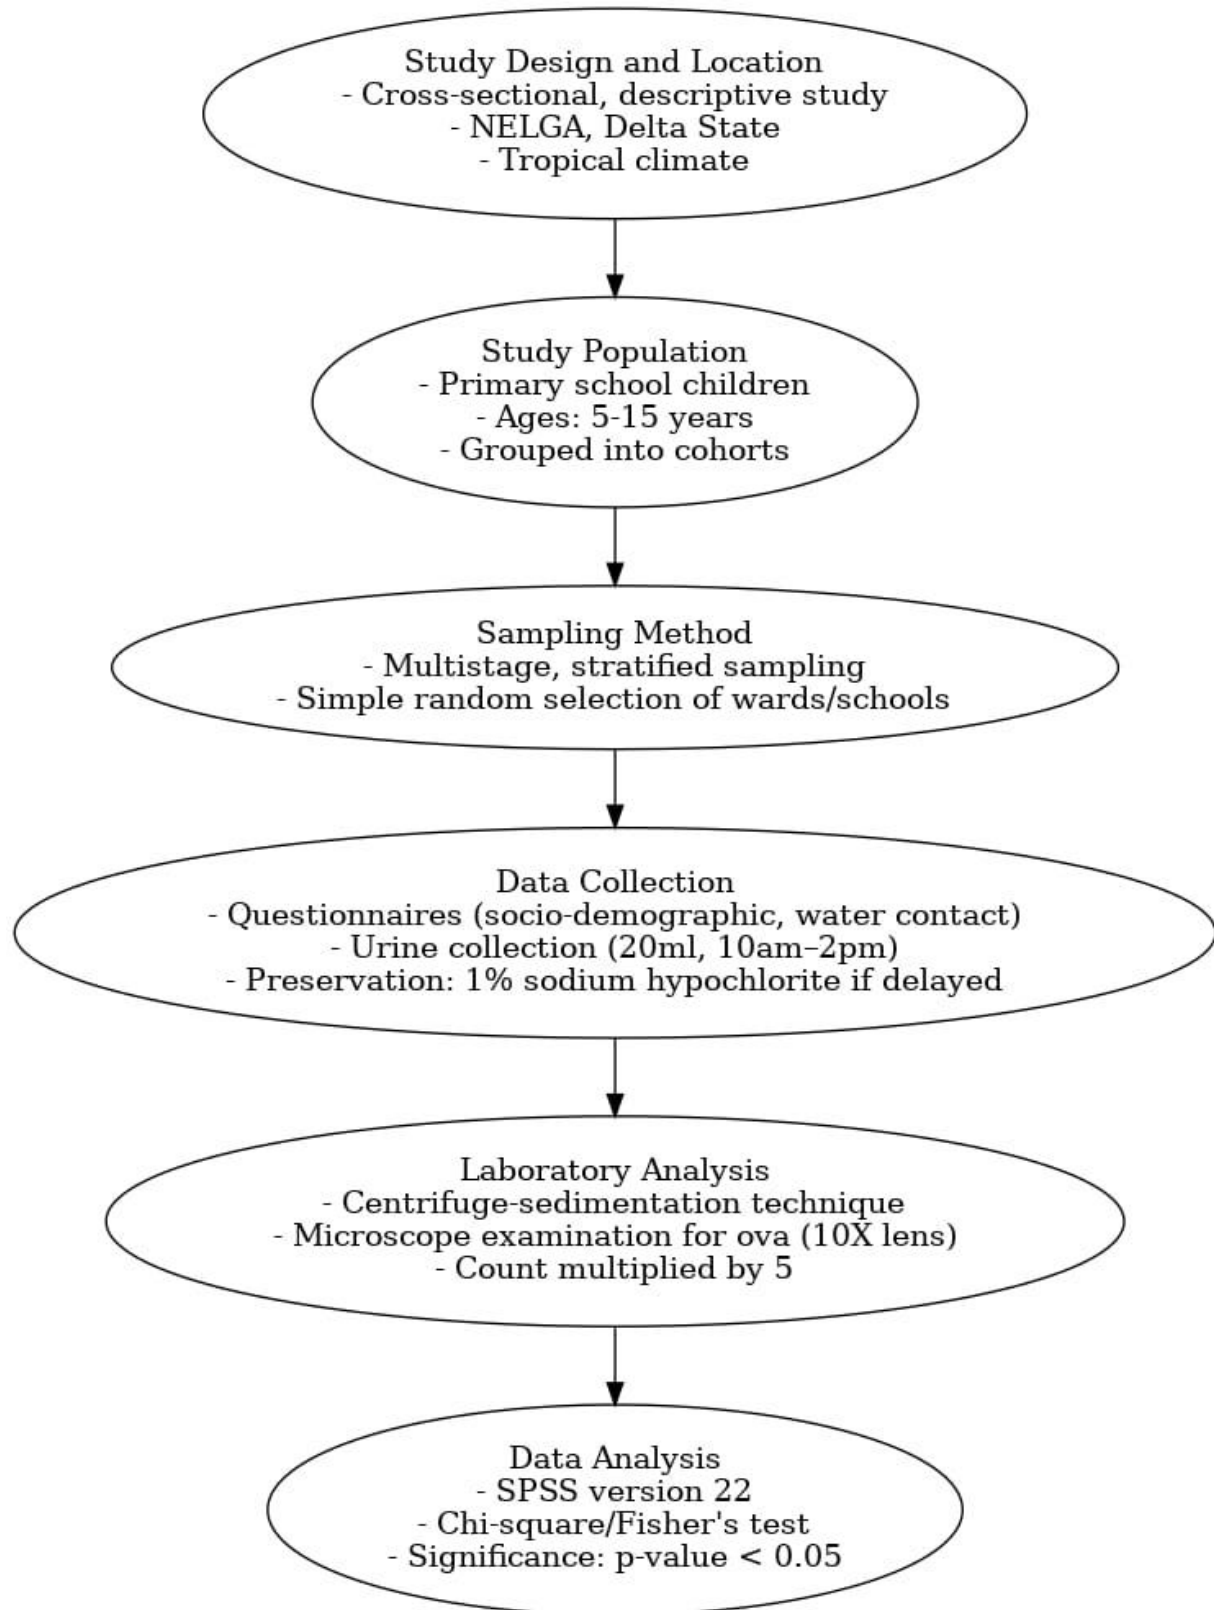 Study Design and Location
- Cross-sectional, descriptive study
- NELGA, Delta State
- Tropical climate
Study Population
- Primary school children
- Ages: 5-15 years
- Grouped into cohorts
Sampling Method
- Multistage, stratified sampling
- Simple random selection of wards/schools
Data Collection
- Questionnaires (socio-demographic, water contact)
- Urine collection (20ml, 10am–2pm)
- Preservation: 1% sodium hypochlorite if delayed
Laboratory Analysis
- Centrifuge-sedimentation technique
- Microscope examination for ova (10X lens)
- Count multiplied by 5
Data Analysis
- SPSS version 22
- Chi-square/Fisher's test
- Significance: p-value < 0.05